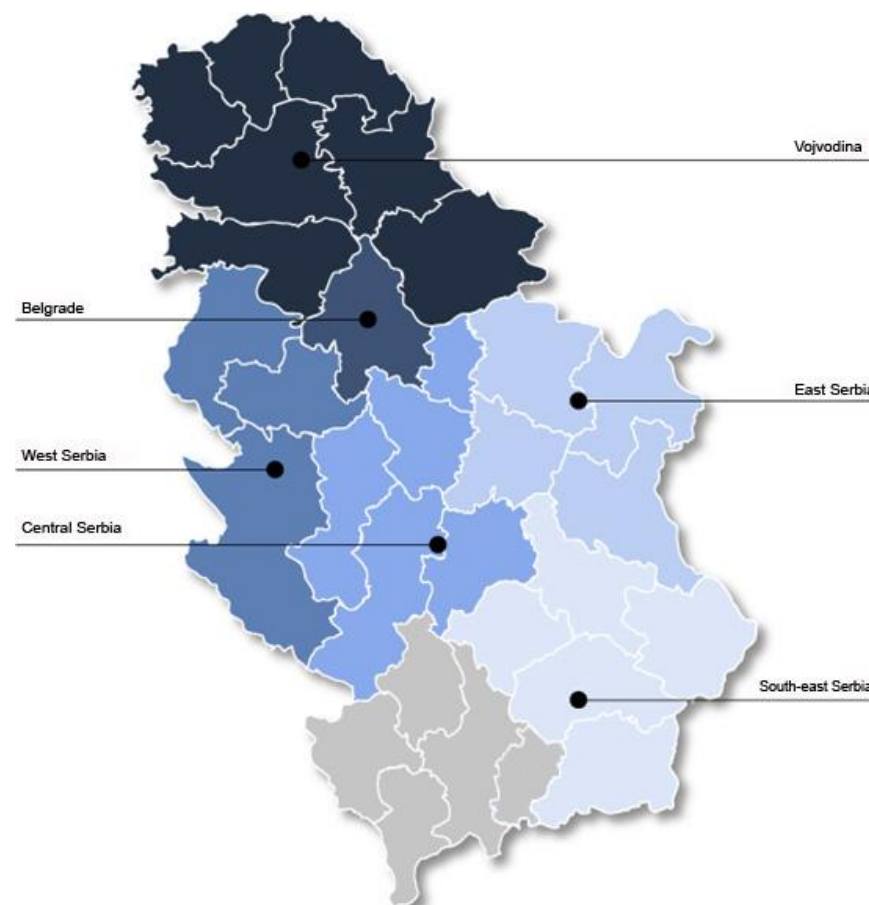 Vojvodina
Belgrade
East Serbia
West Serbia
Central Serbia
South-east Serbia